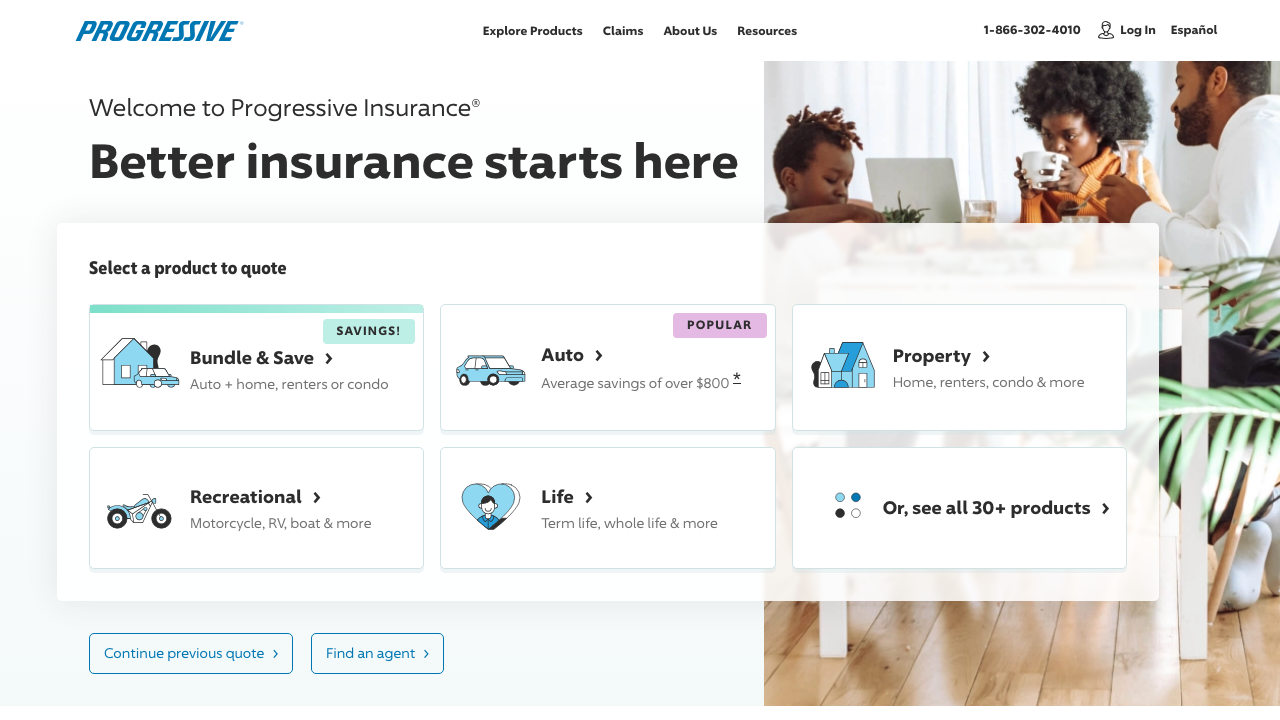 PROGRESSIVE®
Explore Products
Claims
About Us
Resources
1-866-302-4010
Log In
Español
Welcome to Progressive Insurance®
Better insurance starts here
Select a product to quote
SAVINGS!
Bundle & Save
Auto + home, renters or condo
POPULAR
Auto
Average savings of over $800 *
Property
Home, renters, condo & more
Recreational
Motorcycle, RV, boat & more
Life
Term life, whole life & more
Or, see all 30+ products
Continue previous quote
Find an agent